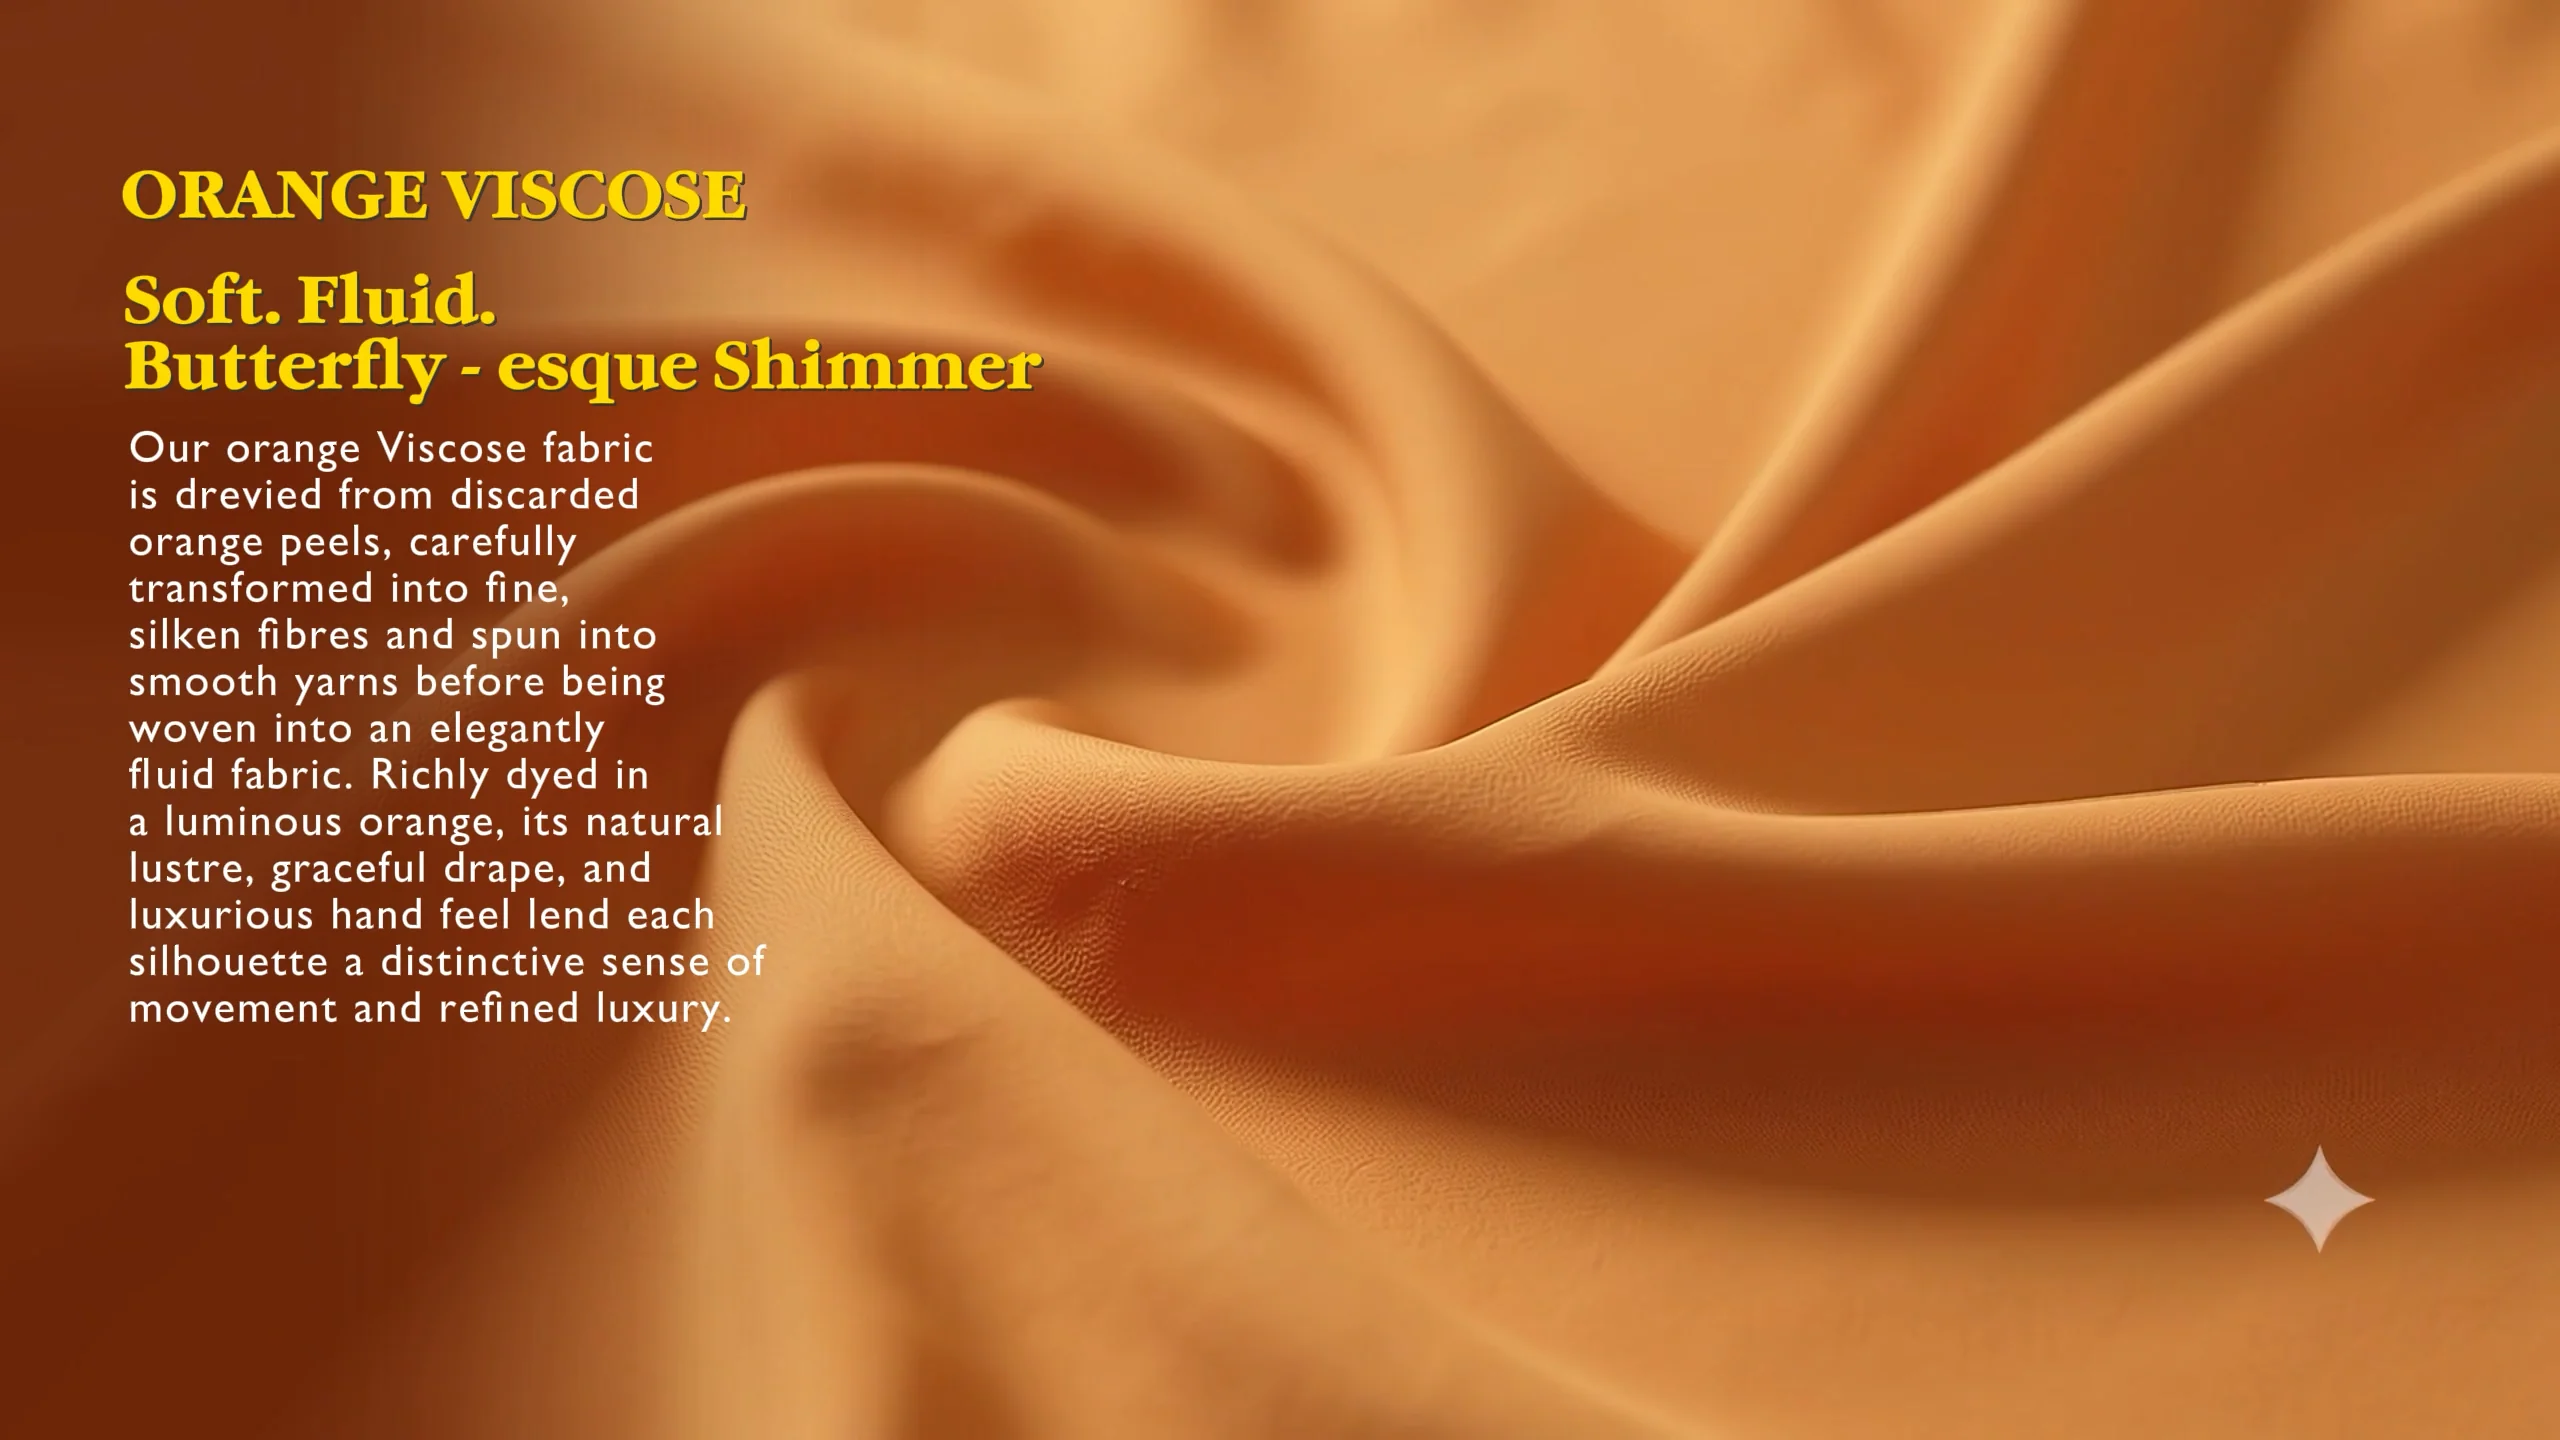 ORANGE VISCOSE
Soft. Fluid.
Butterfly - esque Shimmer
Our orange Viscose fabric
is drevied from discarded
orange peels, carefully
transformed into fine,
silken fibres and spun into
smooth yarns before being
woven into an elegantly
fluid fabric. Richly dyed in
a luminous orange, its natural
lustre, graceful drape, and
luxurious hand feel lend each
silhouette a distinctive sense of
movement and refined luxury.